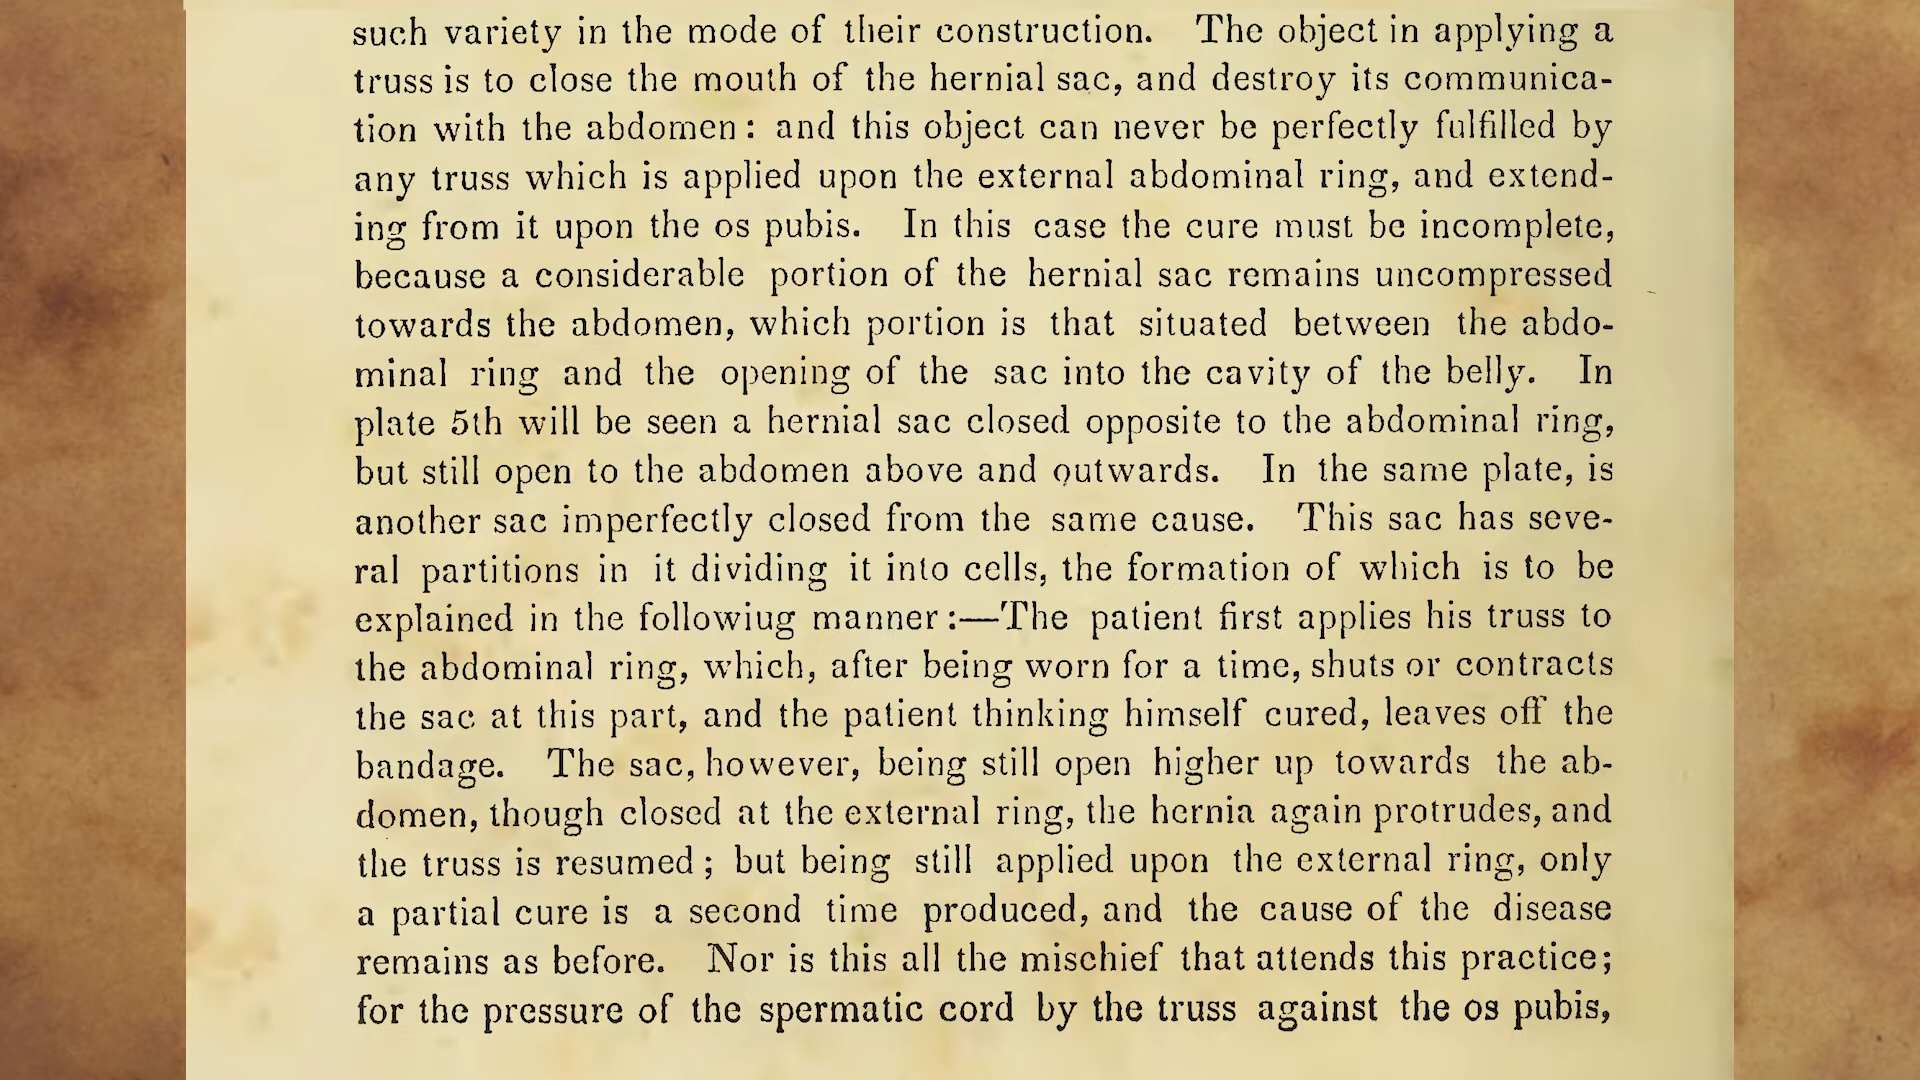 such variety in the mode of their construction. The object in applying a
truss is to close the mouth of the hernial sac, and destroy its communica-
tion with the abdomen: and this object can never be perfectly fulfilled by
any truss which is applied upon the external abdominal ring, and extend-
ing from it upon the os pubis. In this case the cure must be incomplete,
because a considerable portion of the hernial sac remains uncompressed
towards the abdomen, which portion is that situated between the abdo-
minal ring and the opening of the sac into the cavity of the belly. In
plate 5th will be seen a hernial sac closed opposite to the abdominal ring,
but still open to the abdomen above and outwards. In the same plate, is
another sac imperfectly closed from the same cause. This sac has seve-
ral partitions in it dividing it into cells, the formation of which is to be
explained in the followiug manner:—The patient first applies his truss to
the abdominal ring, which, after being worn for a time, shuts or contracts
the sac at this part, and the patient thinking himself cured, leaves off the
bandage. The sac, however, being still open higher up towards the ab-
domen, though closed at the external ring, the hernia again protrudes, and
the truss is resumed; but being still applied upon the external ring, only
a partial cure is a second time produced, and the cause of the disease
remains as before. Nor is this all the mischief that attends this practice;
for the pressure of the spermatic cord by the truss against the os pubis,